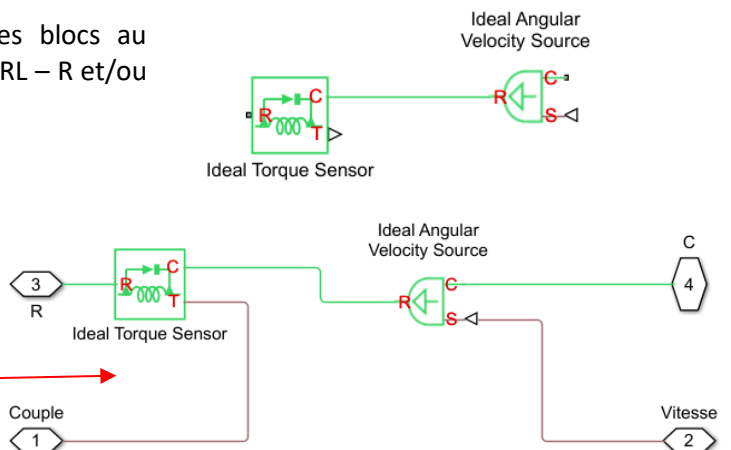 es blocs au
RL – R et/ou
Ideal Angular
Velocity Source
C
R
S
R
C
T
Ideal Torque Sensor
Ideal Angular
Velocity Source
C
3
R
R
C
T
Ideal Torque Sensor
R
C
S
4
Couple
1
Vitesse
2